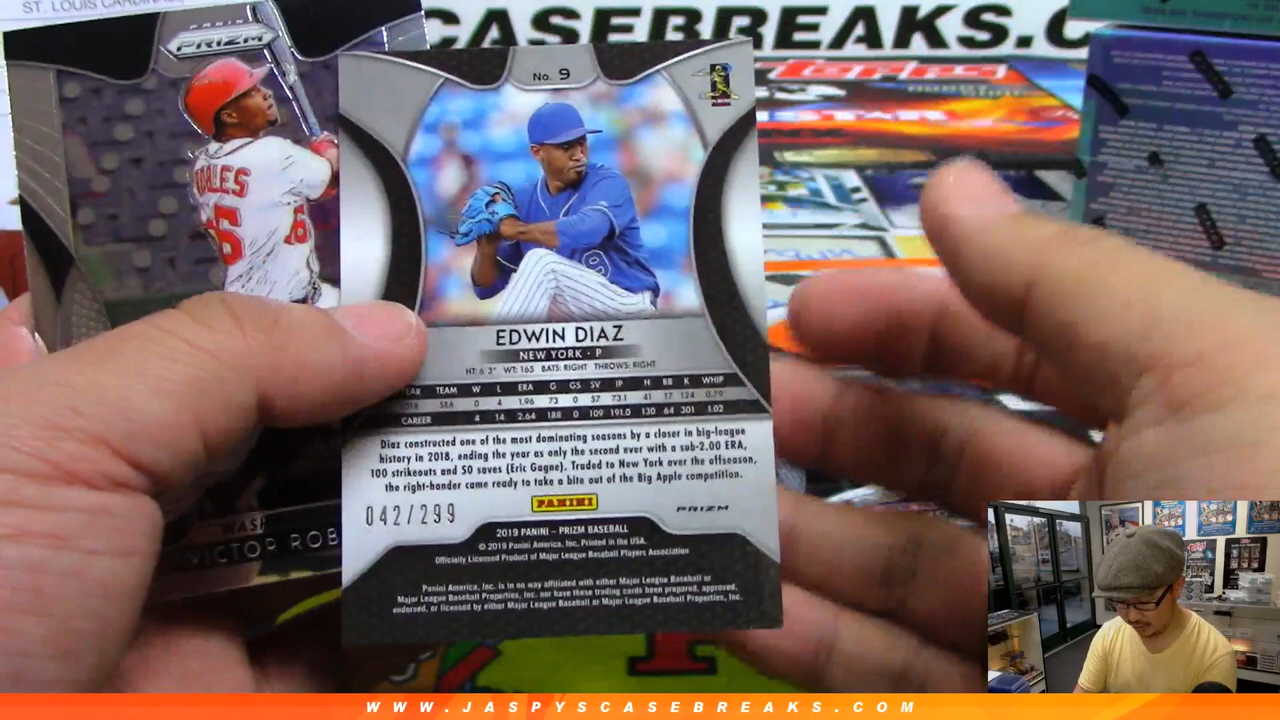 ST. LOUIS CARDINALS
CASEBREAKS.C
PRIZM
No. 9
EDWIN DIAZ
NEW YORK - P
HT: 6'3" WT: 165 BATS: RIGHT THROWS: RIGHT
TEAM W L ERA G GS SV IP H BB K WHIP
2018 SEA 0 4 1.96 73 0 57 73.1 41 17 124 0.79
CAREER 4 14 2.64 188 0 109 191.0 130 64 301 1.02
Diaz constructed one of the most dominating seasons by a closer in big-league
history in 2018, ending the year as only the second ever with a sub-2.00 ERA,
100 strikeouts and 50 saves (Eric Gagne). Traded to New York over the offseason,
the right-hander came ready to take a bite out of the Big Apple competition.
PANINI
042/299
PRIZM
2019 PANINI - PRIZM BASEBALL
© 2019 Panini America, Inc. Printed in the USA.
Officially Licensed Product of Major League Baseball Players Association
Panini America, Inc. is in no way affiliated with either Major League Baseball or
Major League Baseball Properties, Inc. nor have these trading cards been prepared, approved,
endorsed, or licensed by either Major League Baseball or Major League Baseball Properties, Inc.
VICTOR ROB
topps
WWW.JASPYSCASEBREAKS.COM